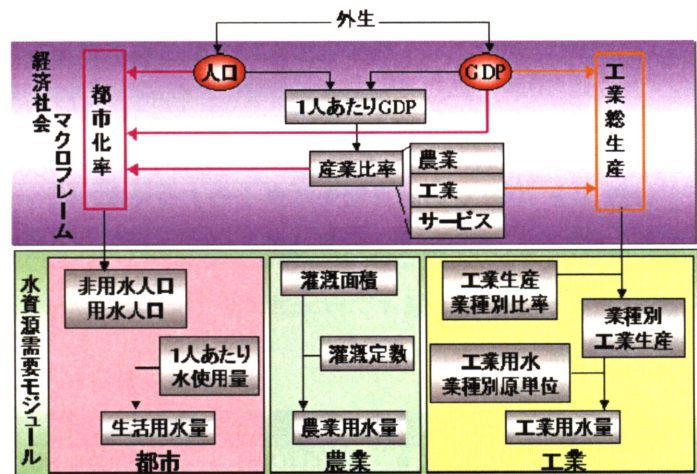 外生
経済社会
マクロフレーム
都市化率
人口
GDP
1人あたりGDP
産業比率
農業
工業
サービス
工業総生産
水資源需要モジュール
非用水人口
用水人口
1人あたり
水使用量
生活用水量
都市
灌漑面積
灌漑定数
農業用水量
農業
工業生産
業種別比率
業種別
工業生産
工業用水
業種別原単位
工業用水量
工業